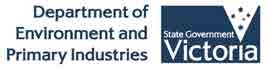 Department of
Environment and
Primary Industries
State Government
Victoria